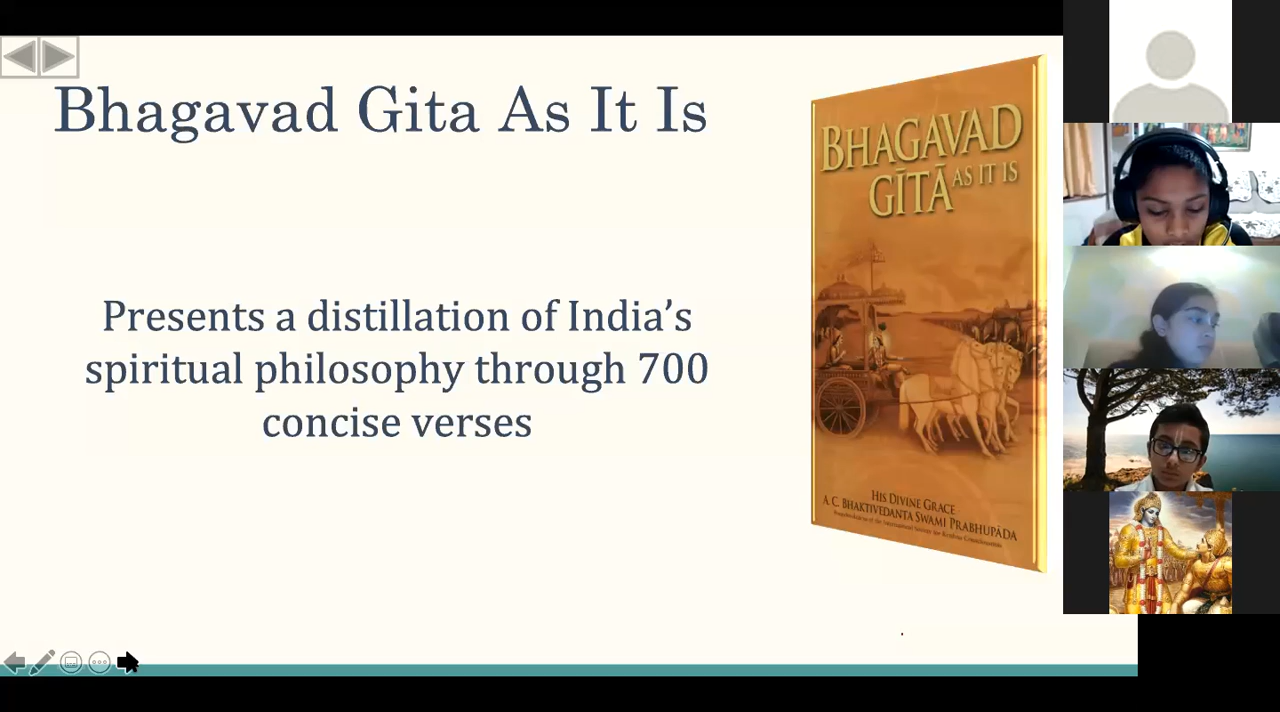 Bhagavad Gita As It Is
Presents a distillation of India’s
spiritual philosophy through 700
concise verses
BHAGAVAD
GĪTĀ AS IT IS
HIS DIVINE GRACE
A. C. BHAKTIVEDANTA SWAMI PRABHUPĀDA